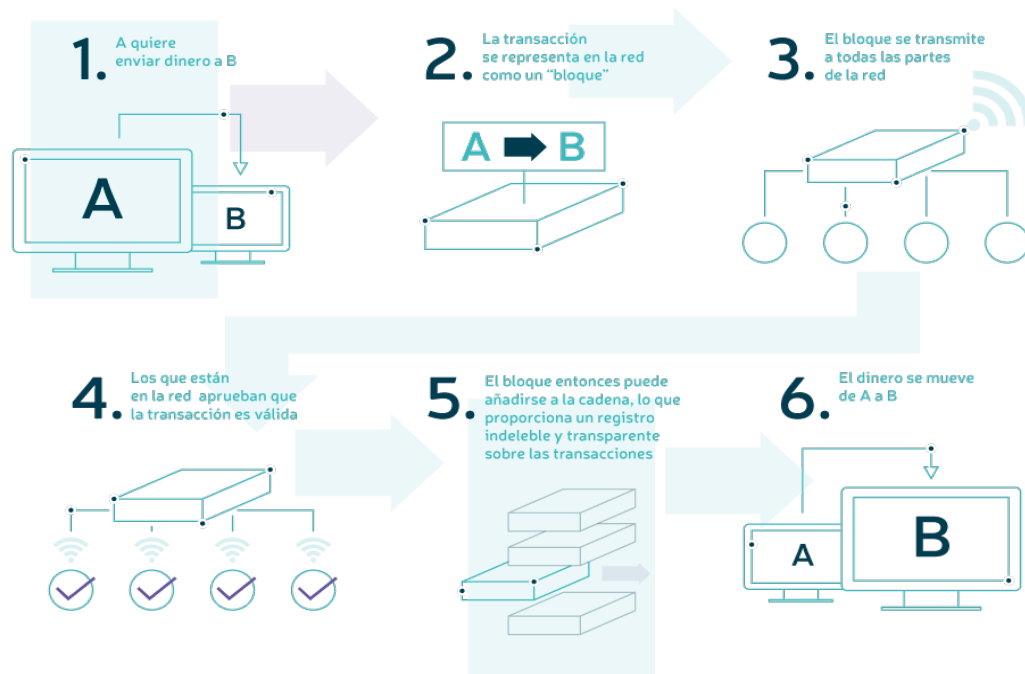 1.
A quiere
enviar dinero a B
A
B
2.
La transacción
se representa en la red
como un “bloque”
A B
3.
El bloque se transmite
a todas las partes
de la red
4.
Los que están
en la red aprueban que
la transacción es válida
5.
El bloque entonces puede
añadirse a la cadena, lo que
proporciona un registro
indeleble y transparente
sobre las transacciones
6.
El dinero se mueve
de A a B
A
B